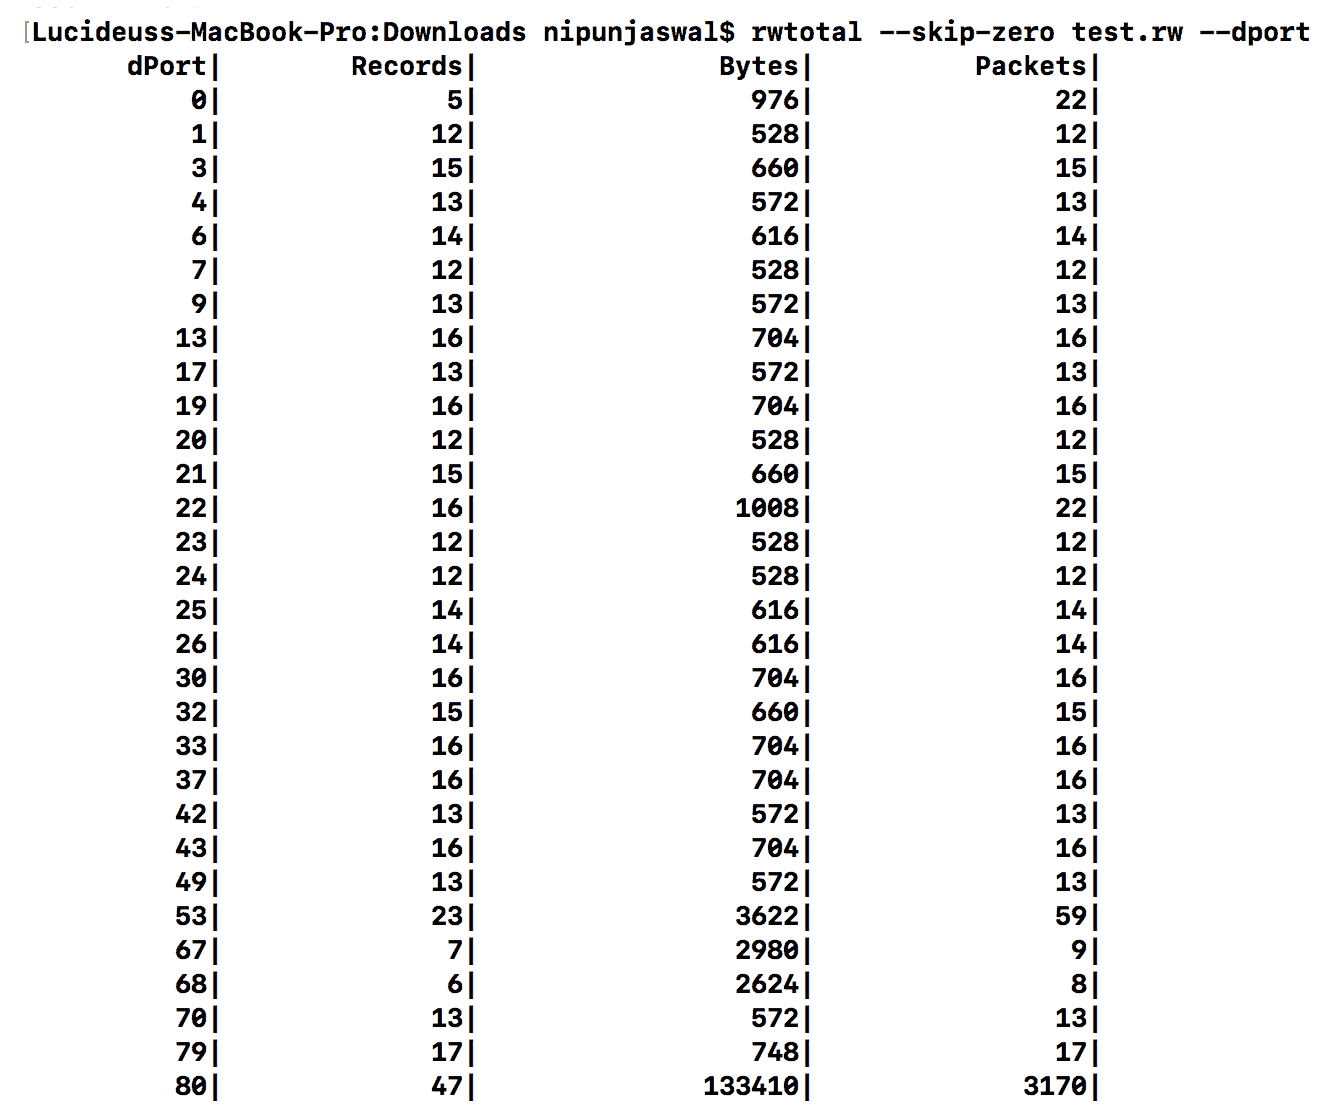 Lucideuss-MacBook-Pro:Downloads nipunjaswal$ rwtotal --skip-zero test.rw --dport
dPort| Records| Bytes| Packets|
0| 5| 976| 22|
1| 12| 528| 12|
3| 15| 660| 15|
4| 13| 572| 13|
6| 14| 616| 14|
7| 12| 528| 12|
9| 13| 572| 13|
13| 16| 704| 16|
17| 13| 572| 13|
19| 16| 704| 16|
20| 12| 528| 12|
21| 15| 660| 15|
22| 16| 1008| 22|
23| 12| 528| 12|
24| 12| 528| 12|
25| 14| 616| 14|
26| 14| 616| 14|
30| 16| 704| 16|
32| 15| 660| 15|
33| 16| 704| 16|
37| 16| 704| 16|
42| 13| 572| 13|
43| 16| 704| 16|
49| 13| 572| 13|
53| 23| 3622| 59|
67| 7| 2980| 9|
68| 6| 2624| 8|
70| 13| 572| 13|
79| 17| 748| 17|
80| 47| 133410| 3170|